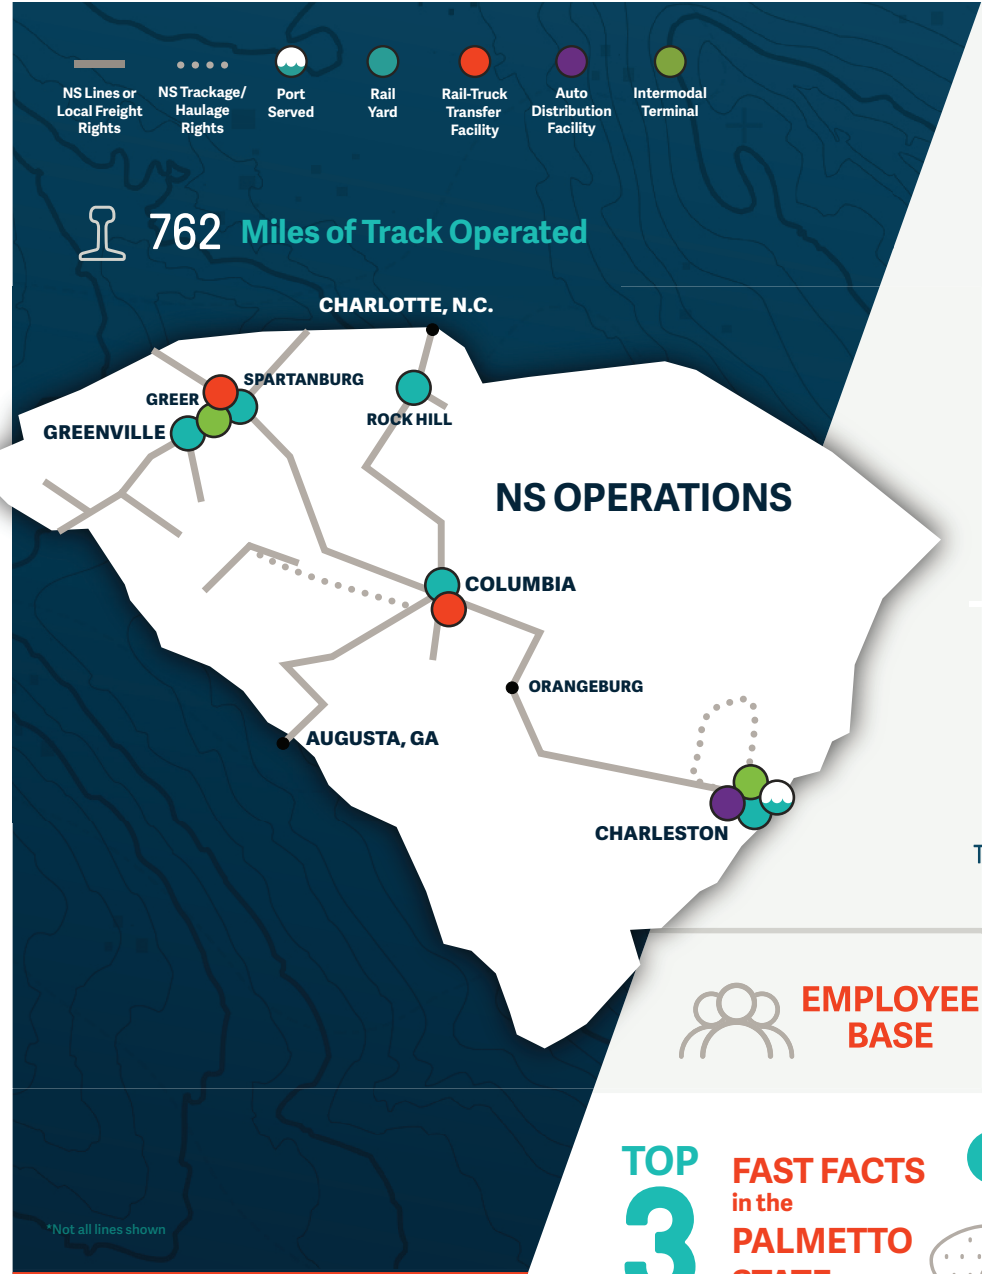 NS Lines or
Local Freight
Rights
NS Trackage/
Haulage
Rights
Port
Served
Rail
Yard
Rail-Truck
Transfer
Facility
Auto
Distribution
Facility
Intermodal
Terminal
762 Miles of Track Operated
CHARLOTTE, N.C.
SPARTANBURG
GREER
ROCK HILL
GREENVILLE
NS OPERATIONS
COLUMBIA
ORANGEBURG
AUGUSTA, GA
CHARLESTON
T
EMPLOYEE
BASE
TOP
3
FAST FACTS
in the
PALMETTO
STATE
*Not all lines shown